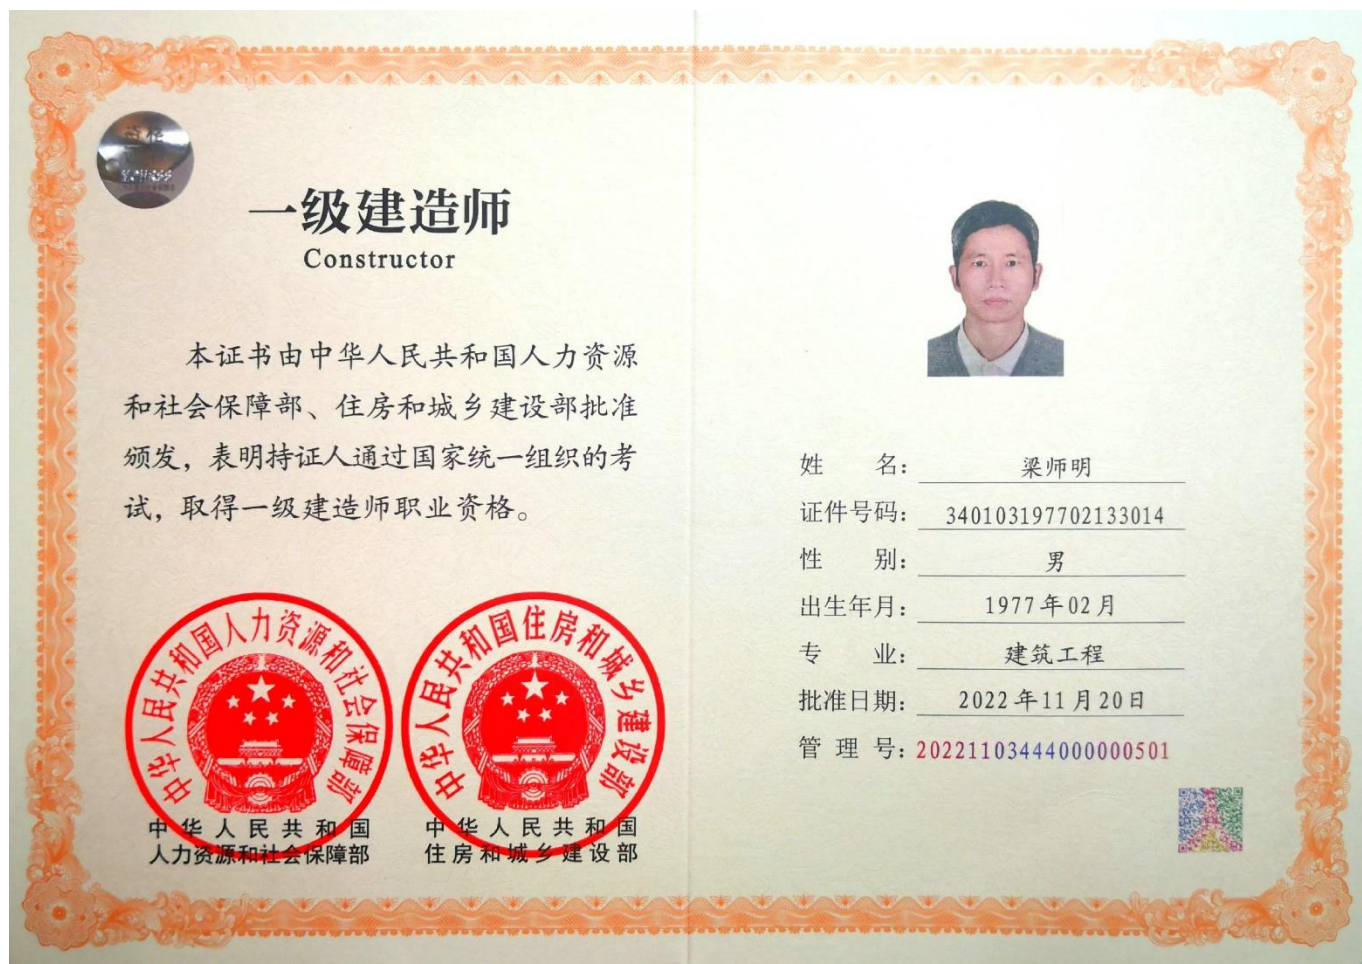 一级建造师
Constructor
本证书由中华人民共和国人力资源
和社会保障部、住房和城乡建设部批准
颁发，表明持证人通过国家统一组织的考
试，取得一级建造师职业资格。
中华人民共和国人力资源和社会保障部
中华人民共和国
人力资源和社会保障部
中华人民共和国住房和城乡建设部
中华人民共和国
住房和城乡建设部
姓 名： 梁师明
证件号码： 340103197702133014
性 别： 男
出生年月： 1977年02月
专 业： 建筑工程
批准日期： 2022年11月20日
管 理 号：20221103444000000501